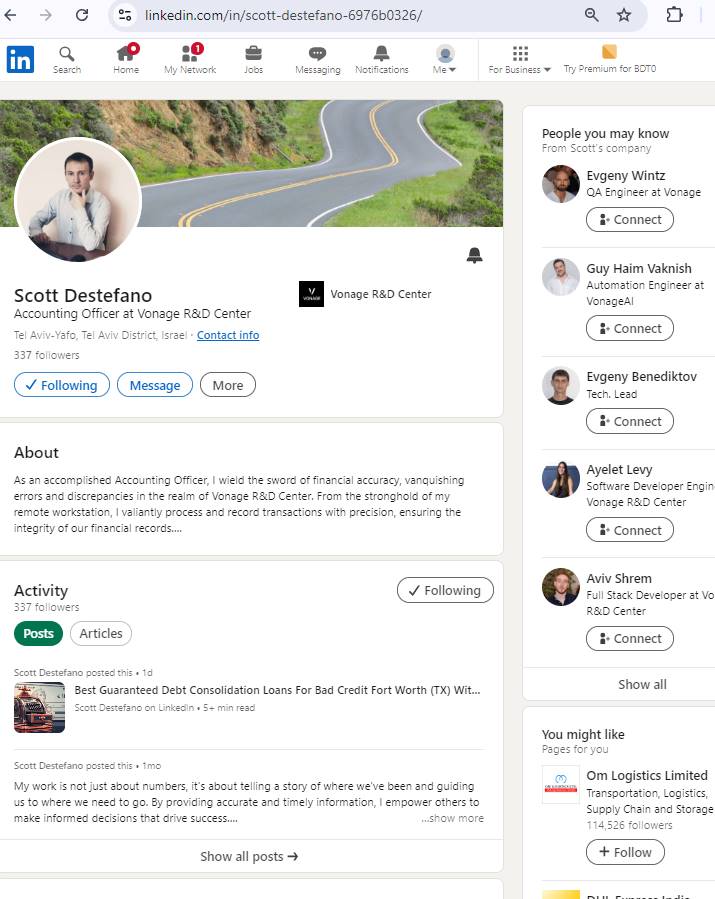 linkedin.com/in/scott-destefano-6976b0326/
in
Search
Home
1
My Network
Jobs
Messaging
Notifications
Me
For Business
Try Premium for BDT0
Scott Destefano
Accounting Officer at Vonage R&D Center
Tel Aviv-Yafo, Tel Aviv District, Israel · Contact info
337 followers
VONAGE
Vonage R&D Center
Following
Message
More
About
As an accomplished Accounting Officer, I wield the sword of financial accuracy, vanquishing
errors and discrepancies in the realm of Vonage R&D Center. From the stronghold of my
remote workstation, I valiantly process and record transactions with precision, ensuring the
integrity of our financial records....
Activity
337 followers
Following
Posts
Articles
Scott Destefano posted this • 1d
Best Guaranteed Debt Consolidation Loans For Bad Credit Fort Worth (TX) Wit...
Scott Destefano on LinkedIn • 5+ min read
Scott Destefano posted this • 1mo
My work is not just about numbers, it's about telling a story of where we've been and guiding
us to where we need to go. By providing accurate and timely information, I empower others to
make informed decisions that drive success....
...show more
Show all posts
People you may know
From Scott's company
Evgeny Wintz
QA Engineer at Vonage
Connect
Guy Haim Vaknish
Automation Engineer at
VonageAI
Connect
Evgeny Benediktov
Tech. Lead
Connect
Ayelet Levy
Software Developer Engin
Vonage R&D Center
Connect
Aviv Shrem
Full Stack Developer at Vo
R&D Center
Connect
Show all
You might like
Pages for you
Om Logistics Limited
Transportation, Logistics,
Supply Chain and Storage
114,526 followers
Follow
DHL Express India